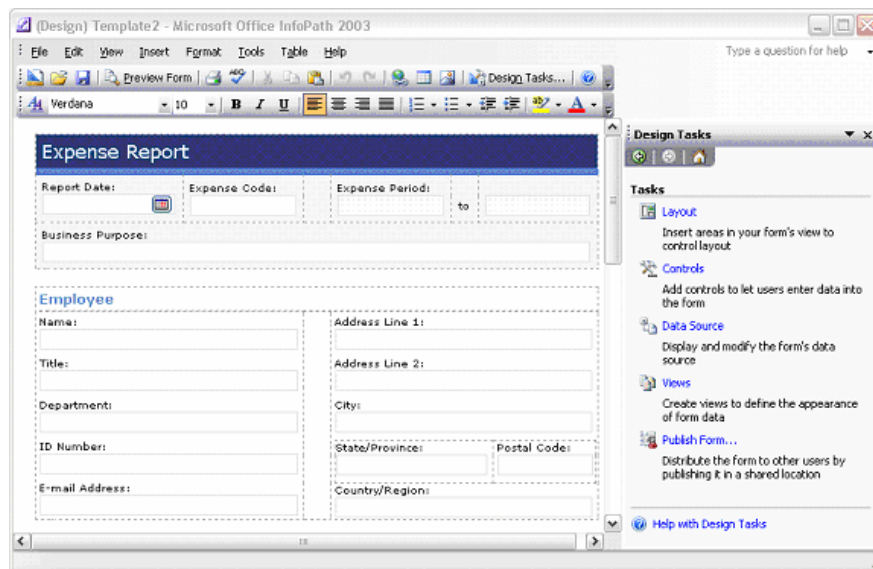 (Design) Template2 - Microsoft Office InfoPath 2003
File Edit View Insert Format Tools Table Help
Type a question for help
Preview Form
Design Tasks...
Verdana 10 B I U
Expense Report
Report Date: Expense Code: Expense Period:
to
Business Purpose:
Employee
Name: Address Line 1:
Title: Address Line 2:
Department: City:
ID Number: State/Province: Postal Code:
E-mail Address: Country/Region:
Design Tasks
Tasks
Layout
Insert areas in your form's view to
control layout
Controls
Add controls to let users enter data into
the form
Data Source
Display and modify the form's data
source
Views
Create views to define the appearance
of form data
Publish Form...
Distribute the form to other users by
publishing it in a shared location
Help with Design Tasks